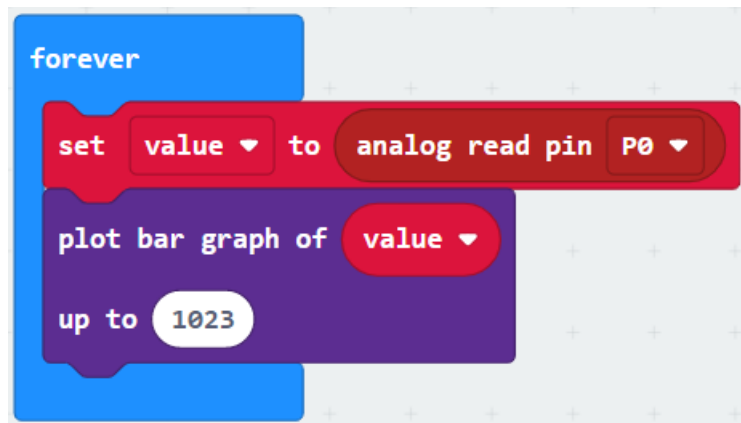 forever
set value to analog read pin P0
plot bar graph of value
up to 1023